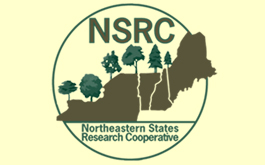 NSRC
Northeastern States
Research Cooperative